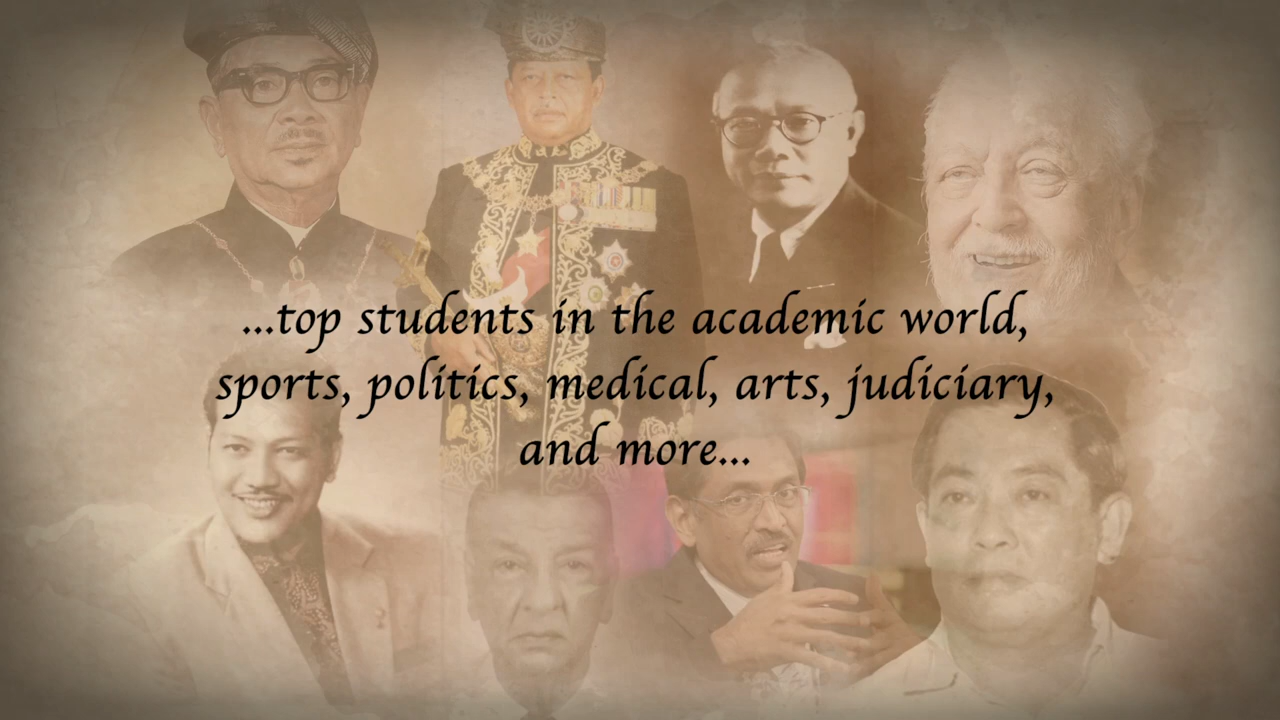 ...top students in the academic world,
sports, politics, medical, arts, judiciary,
and more...